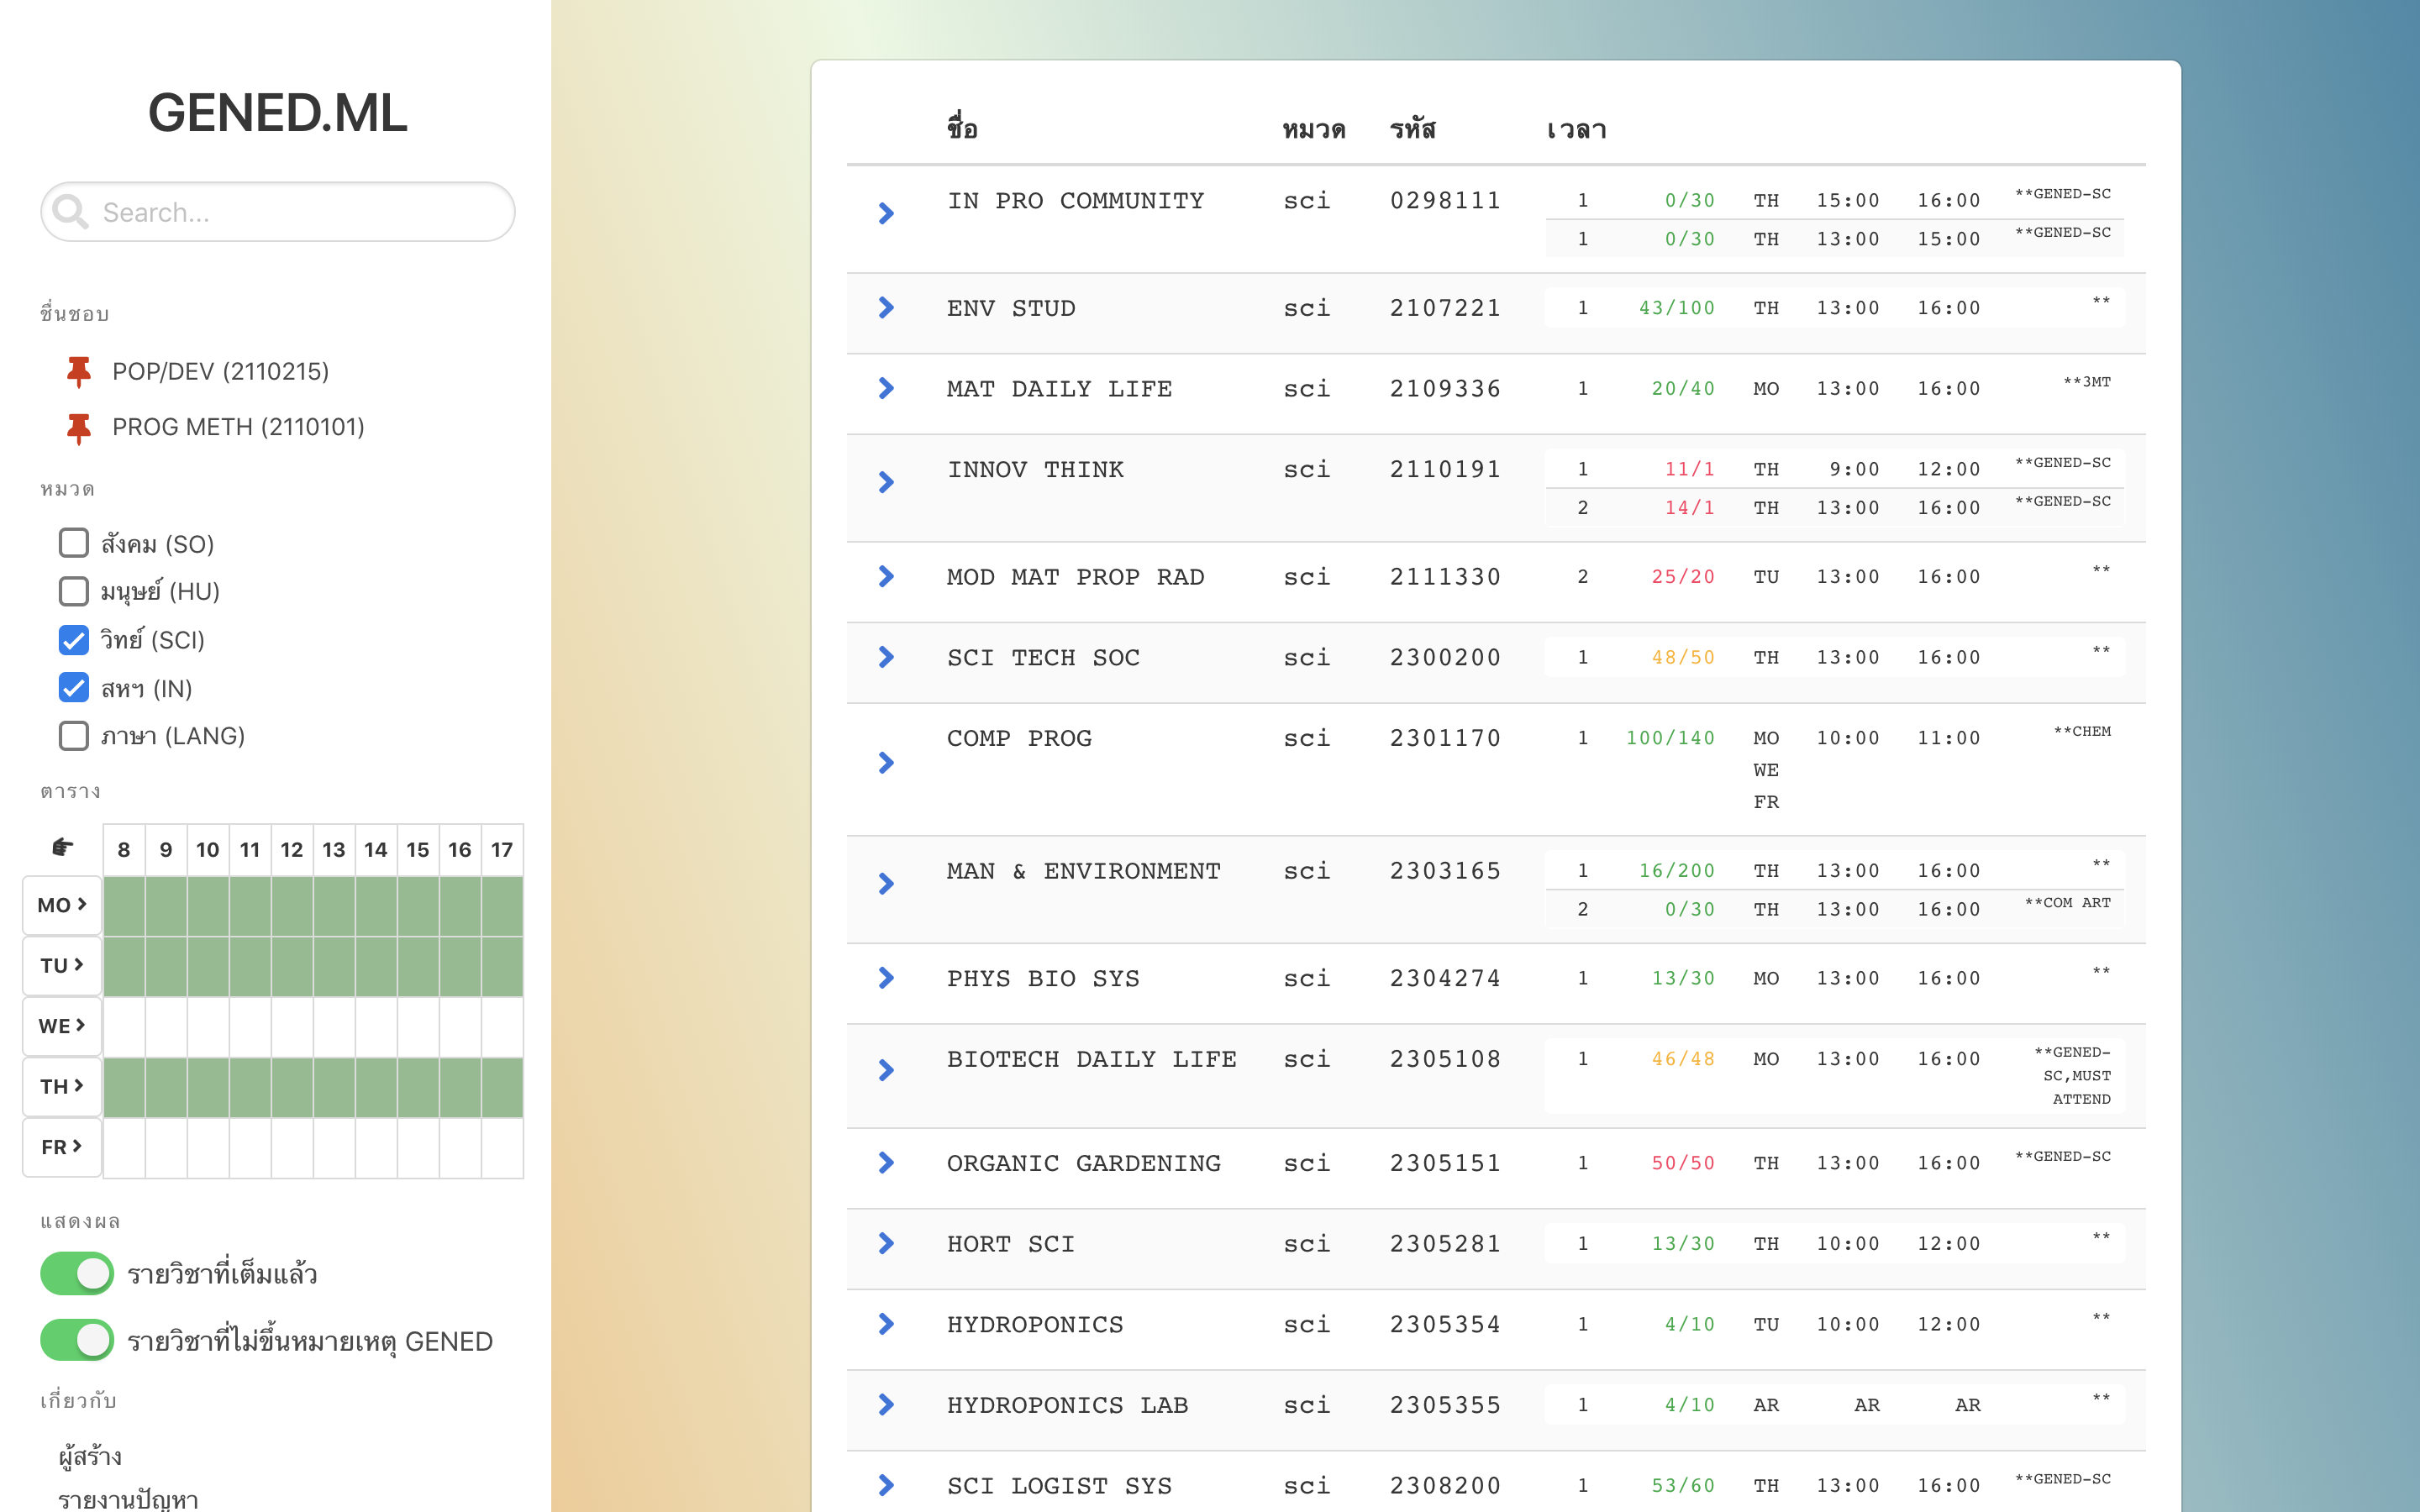 GENED.ML
Search...
ชื่นชอบ
POP/DEV (2110215)
PROG METH (2110101)
หมวด
สังคม (SO)
มนุษย์ (HU)
วิทย์ (SCI)
สหฯ (IN)
ภาษา (LANG)
ตาราง
8 9 10 11 12 13 14 15 16 17
MO
TU
WE
TH
FR
แสดงผล
รายวิชาที่เต็มแล้ว
รายวิชาที่ไม่ขึ้นหมายเหตุ GENED
เกี่ยวกับ
ผู้สร้าง
รายงานปัญหา
ชื่อ หมวด รหัส เวลา
IN PRO COMMUNITY sci 0298111 1 0/30 TH 15:00 16:00 **GENED-SC
1 0/30 TH 13:00 15:00 **GENED-SC
ENV STUD sci 2107221 1 43/100 TH 13:00 16:00 **
MAT DAILY LIFE sci 2109336 1 20/40 MO 13:00 16:00 **3MT
INNOV THINK sci 2110191 1 11/1 TH 9:00 12:00 **GENED-SC
2 14/1 TH 13:00 16:00 **GENED-SC
MOD MAT PROP RAD sci 2111330 2 25/20 TU 13:00 16:00 **
SCI TECH SOC sci 2300200 1 48/50 TH 13:00 16:00 **
COMP PROG sci 2301170 1 100/140 MO 10:00 11:00 **CHEM
WE
FR
MAN & ENVIRONMENT sci 2303165 1 16/200 TH 13:00 16:00 **
2 0/30 TH 13:00 16:00 **COM ART
PHYS BIO SYS sci 2304274 1 13/30 MO 13:00 16:00 **
BIOTECH DAILY LIFE sci 2305108 1 46/48 MO 13:00 16:00 **GENED-
SC,MUST
ATTEND
ORGANIC GARDENING sci 2305151 1 50/50 TH 13:00 16:00 **GENED-SC
HORT SCI sci 2305281 1 13/30 TH 10:00 12:00 **
HYDROPONICS sci 2305354 1 4/10 TU 10:00 12:00 **
HYDROPONICS LAB sci 2305355 1 4/10 AR AR AR **
SCI LOGIST SYS sci 2308200 1 53/60 TH 13:00 16:00 **GENED-SC